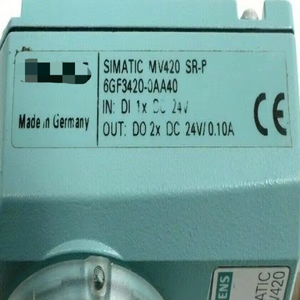 SIMATIC MV420 SR-P
6GF3420-0AA40
IN: DI 1x DC 24V
OUT: DO 2x DC 24V/0.10A
Made in Germany